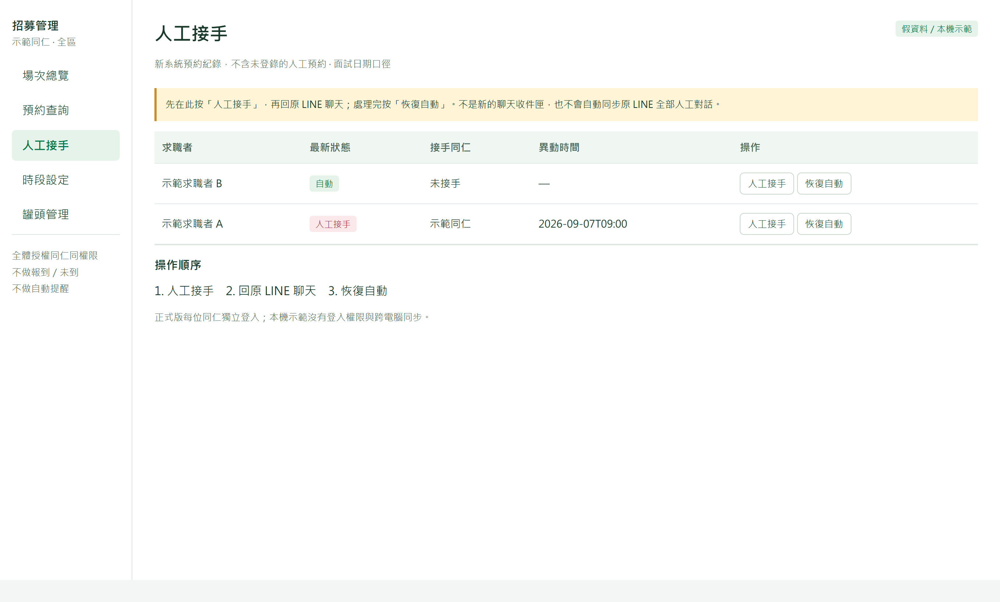 招募管理
示範同仁 · 全區
場次總覽
預約查詢
人工接手
時段設定
罐頭管理
全體授權同仁同權限
不做報到 / 未到
不做自動提醒
人工接手
假資料 / 本機示範
新系統預約紀錄，不含未登錄的人工預約 · 面試日期口徑
先在此按「人工接手」，再回原 LINE 聊天；處理完按「恢復自動」。不是新的聊天收件匣，也不會自動同步原 LINE 全部人工對話。
求職者 最新狀態 接手同仁 異動時間 操作
示範求職者 B 自動 未接手 — 人工接手 恢復自動
示範求職者 A 人工接手 示範同仁 2026-09-07T09:00 人工接手 恢復自動
操作順序
1. 人工接手 2. 回原 LINE 聊天 3. 恢復自動
正式版每位同仁獨立登入；本機示範沒有登入權限與跨電腦同步。